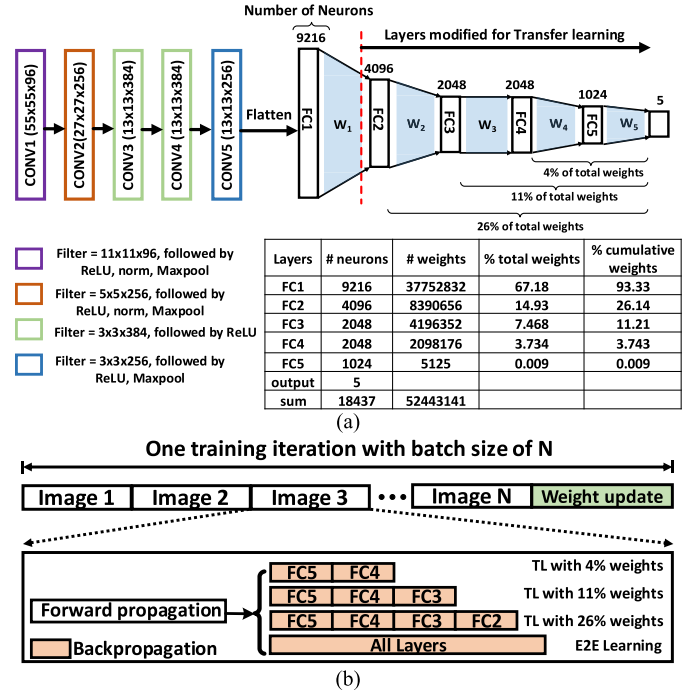 Number of Neurons
Layers modified for Transfer learning
9216
4096
2048
2048
1024
5
CONV1 (55x55x96)
CONV2(27x27x256)
CONV3 (13x13x384)
CONV4 (13x13x384)
CONV5 (13x13x256)
Flatten
FC1
W1
FC2
W2
FC3
W3
FC4
W4
FC5
W5
4% of total weights
11% of total weights
26% of total weights
Filter = 11x11x96, followed by
ReLU, norm, Maxpool
Filter = 5x5x256, followed by
ReLU, norm, Maxpool
Filter = 3x3x384, followed by ReLU
Filter = 3x3x256, followed by
ReLU, Maxpool
Layers # neurons # weights % total weights % cumulative weights
FC1 9216 37752832 67.18 93.33
FC2 4096 8390656 14.93 26.14
FC3 2048 4196352 7.468 11.21
FC4 2048 2098176 3.734 3.743
FC5 1024 5125 0.009 0.009
output 5
sum 18437 52443141
(a)
One training iteration with batch size of N
Image 1 Image 2 Image 3 ••• Image N Weight update
FC5 FC4 TL with 4% weights
FC5 FC4 FC3 TL with 11% weights
Forward propagation
FC5 FC4 FC3 FC2 TL with 26% weights
Backpropagation
All Layers E2E Learning
(b)